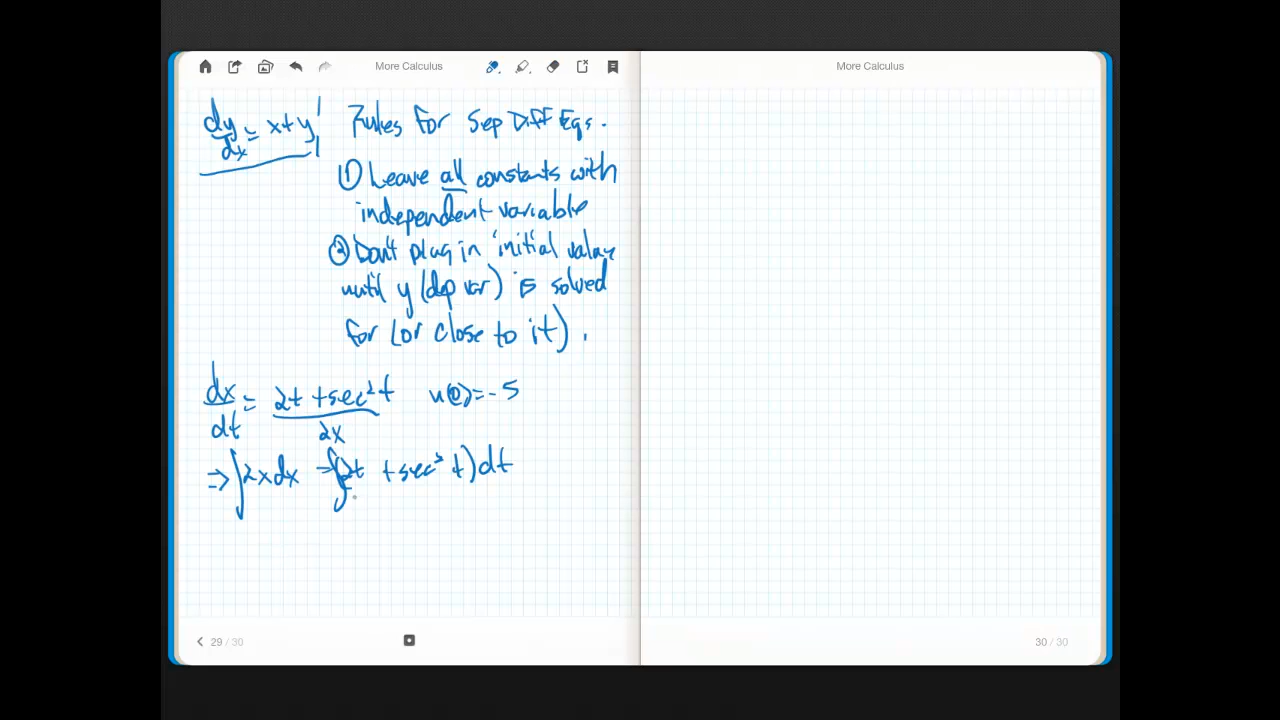 More Calculus
More Calculus
dy/dx = x + y
Rules for Sep Diff Eqs.
① Leave all constants with
independent variable
② Don't plug in initial value
until y (dep var) is solved
for (or close to it).
dx/dt = 2t + sec² t / 2x u(0) = -5
⇒ ∫2x dx = ∫(2t + sec² t) dt
29 / 30
30 / 30